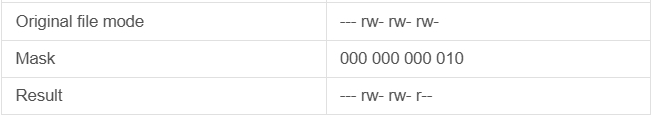 Original file mode --- rw- rw- rw-
Mask 000 000 000 010
Result --- rw- rw- r--